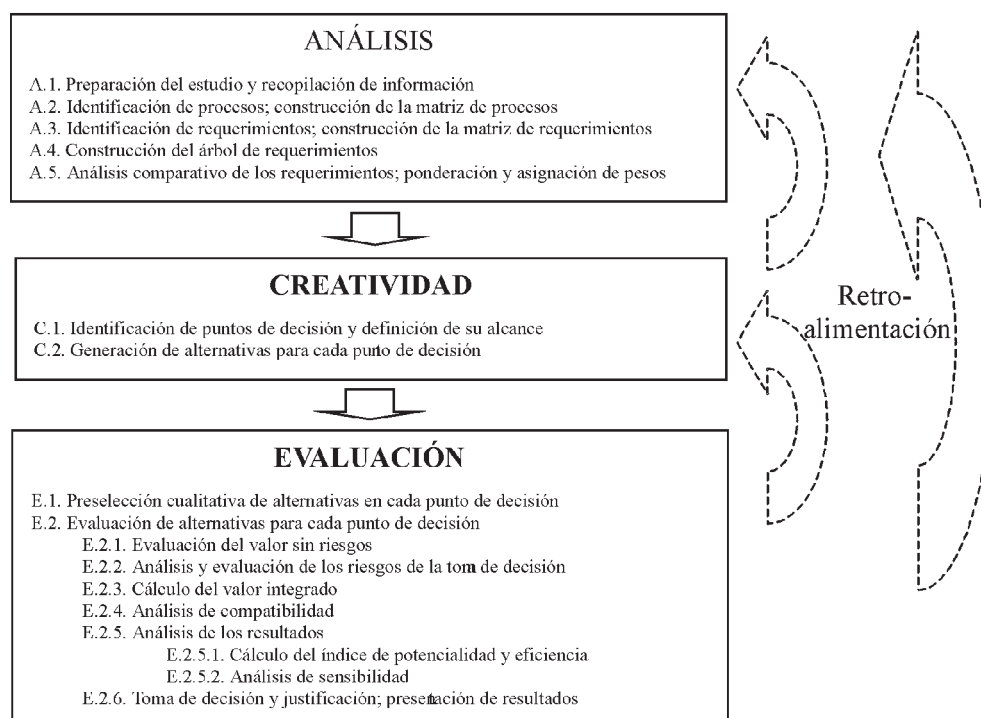 ANÁLISIS
A.1. Preparación del estudio y recopilación de información
A.2. Identificación de procesos; construcción de la matriz de procesos
A.3. Identificación de requerimientos; construcción de la matriz de requerimientos
A.4. Construcción del árbol de requerimientos
A.5. Análisis comparativo de los requerimientos; ponderación y asignación de pesos
CREATIVIDAD
C.1. Identificación de puntos de decisión y definición de su alcance
C.2. Generación de alternativas para cada punto de decisión
Retro-
alimentación
EVALUACIÓN
E.1. Preselección cualitativa de alternativas en cada punto de decisión
E.2. Evaluación de alternativas para cada punto de decisión
E.2.1. Evaluación del valor sin riesgos
E.2.2. Análisis y evaluación de los riesgos de la tom de decisión
E.2.3. Cálculo del valor integrado
E.2.4. Análisis de compatibilidad
E.2.5. Análisis de los resultados
E.2.5.1. Cálculo del índice de potencialidad y eficiencia
E.2.5.2. Análisis de sensibilidad
E.2.6. Toma de decisión y justificación; presentación de resultados